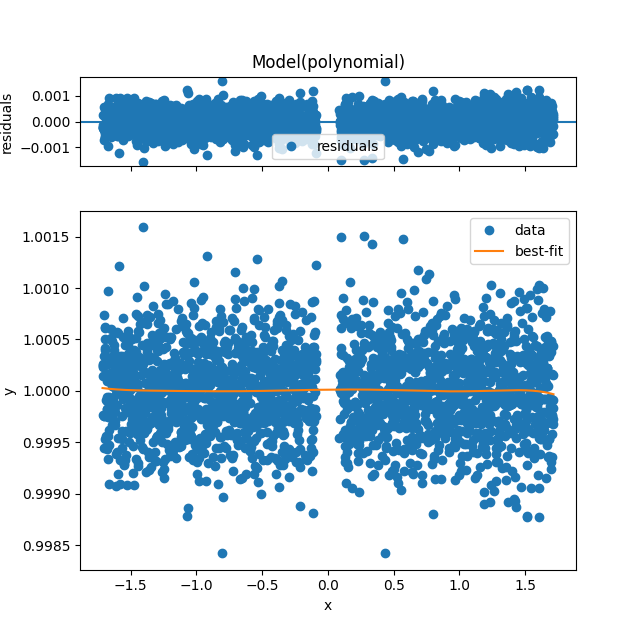 Model(polynomial)
residuals
0.001
0.000
−0.001
residuals
1.0015
1.0010
1.0005
1.0000
0.9995
0.9990
0.9985
y
data
best-fit
−1.5 −1.0 −0.5 0.0 0.5 1.0 1.5
x